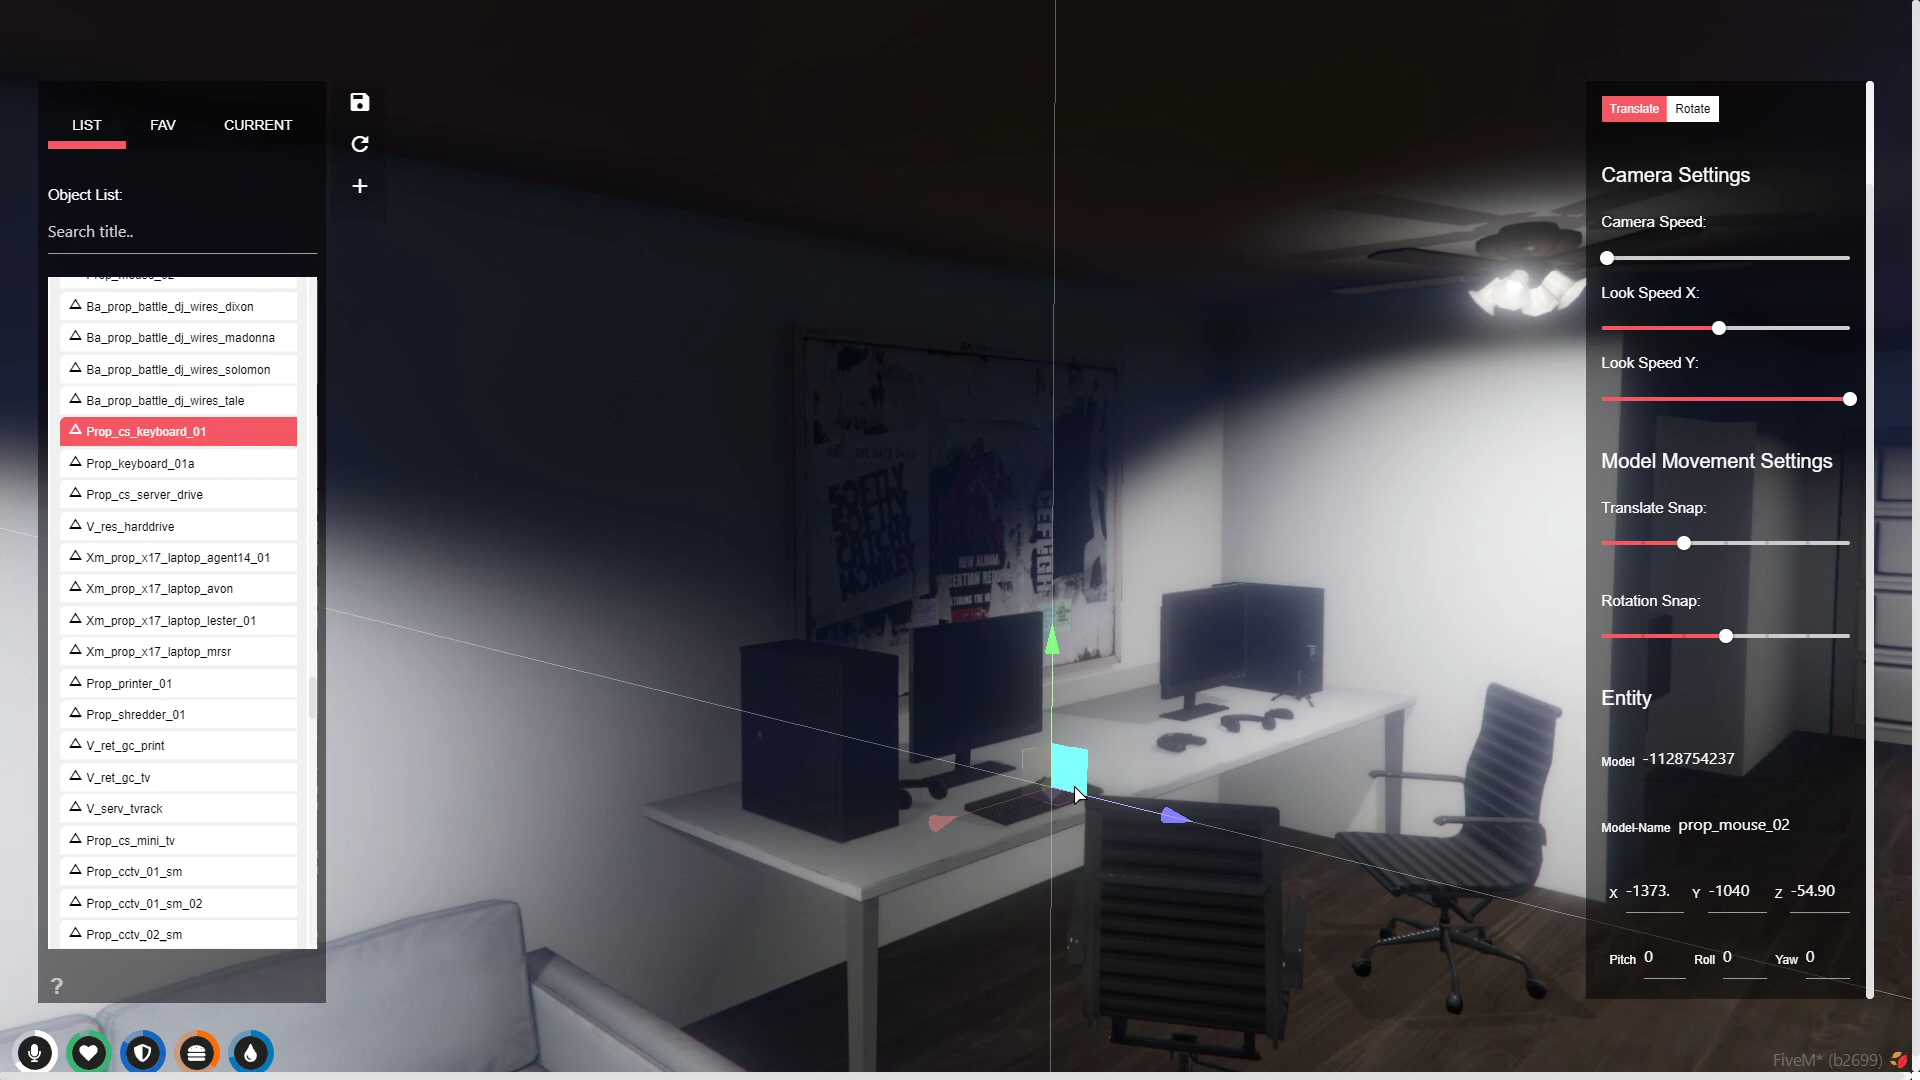 LIST FAV CURRENT
Object List:
Search title..
Ba_prop_battle_dj_wires_dixon
Ba_prop_battle_dj_wires_madonna
Ba_prop_battle_dj_wires_solomon
Ba_prop_battle_dj_wires_tale
Prop_cs_keyboard_01
Prop_keyboard_01a
Prop_cs_server_drive
V_res_harddrive
Xm_prop_x17_laptop_agent14_01
Xm_prop_x17_laptop_avon
Xm_prop_x17_laptop_lester_01
Xm_prop_x17_laptop_mrsr
Prop_printer_01
Prop_shredder_01
V_ret_gc_print
V_ret_gc_tv
V_serv_tvrack
Prop_cs_mini_tv
Prop_cctv_01_sm
Prop_cctv_01_sm_02
Prop_cctv_02_sm
?
SOFTLY
NEW ALBUM
Translate Rotate
Camera Settings
Camera Speed:
Look Speed X:
Look Speed Y:
Model Movement Settings
Translate Snap:
Rotation Snap:
Entity
Model -1128754237
Model-Name prop_mouse_02
X -1373. Y -1040 Z -54.90
Pitch 0 Roll 0 Yaw 0
FiveM* (b2699)